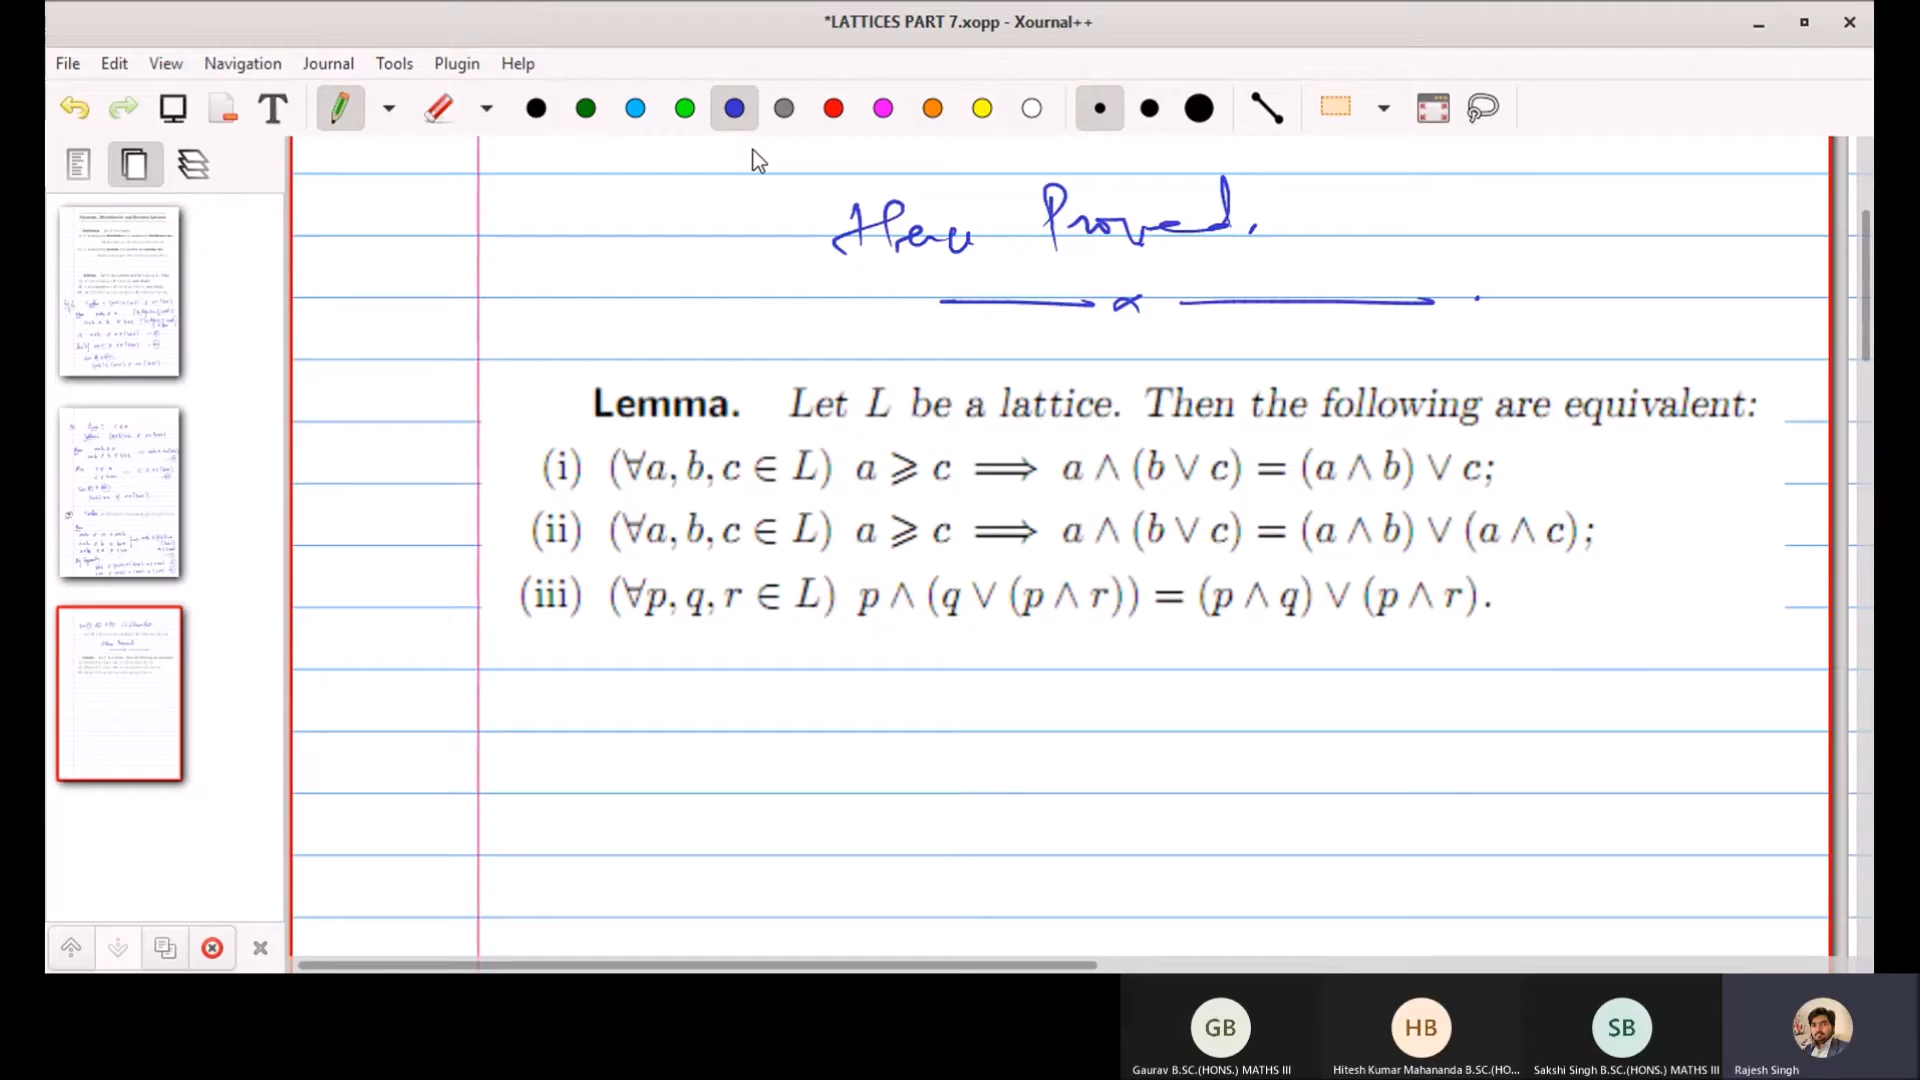 *LATTICES PART 7.xopp - Xournal++
File Edit View Navigation Journal Tools Plugin Help
Proved.
∝
Lemma. Let L be a lattice. Then the following are equivalent:
(i) (∀a, b, c ∈ L) a ⩾ c ⟹ a ∧ (b ∨ c) = (a ∧ b) ∨ c;
(ii) (∀a, b, c ∈ L) a ⩾ c ⟹ a ∧ (b ∨ c) = (a ∧ b) ∨ (a ∧ c);
(iii) (∀p, q, r ∈ L) p ∧ (q ∨ (p ∧ r)) = (p ∧ q) ∨ (p ∧ r).
GB HB SB
Gaurav B.SC.(HONS.) MATHS III Hitesh Kumar Mahananda B.SC.(HO... Sakshi Singh B.SC.(HONS.) MATHS III Rajesh Singh